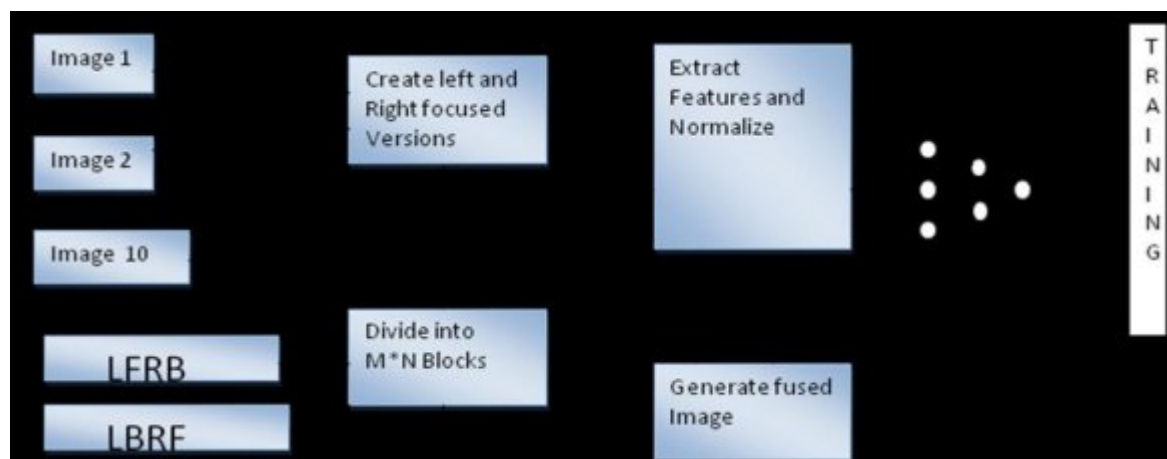 Image 1
Image 2
Image 10
LFRB
LBRF
Create left and
Right focused
Versions
Divide into
M*N Blocks
Extract
Features and
Normalize
Generate fused
Image
T
R
A
I
N
I
N
G